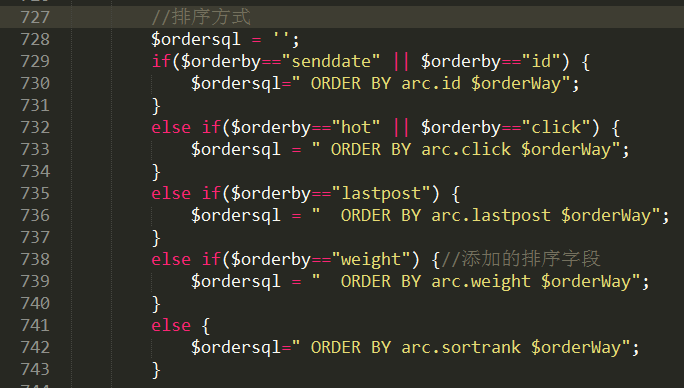 727 //排序方式
728 $ordersql = '';
729 if($orderby=="senddate" || $orderby=="id") {
730 $ordersql=" ORDER BY arc.id $orderWay";
731 }
732 else if($orderby=="hot" || $orderby=="click") {
733 $ordersql = " ORDER BY arc.click $orderWay";
734 }
735 else if($orderby=="lastpost") {
736 $ordersql = "  ORDER BY arc.lastpost $orderWay";
737 }
738 else if($orderby=="weight") {//添加的排序字段
739 $ordersql = "  ORDER BY arc.weight $orderWay";
740 }
741 else {
742 $ordersql=" ORDER BY arc.sortrank $orderWay";
743 }